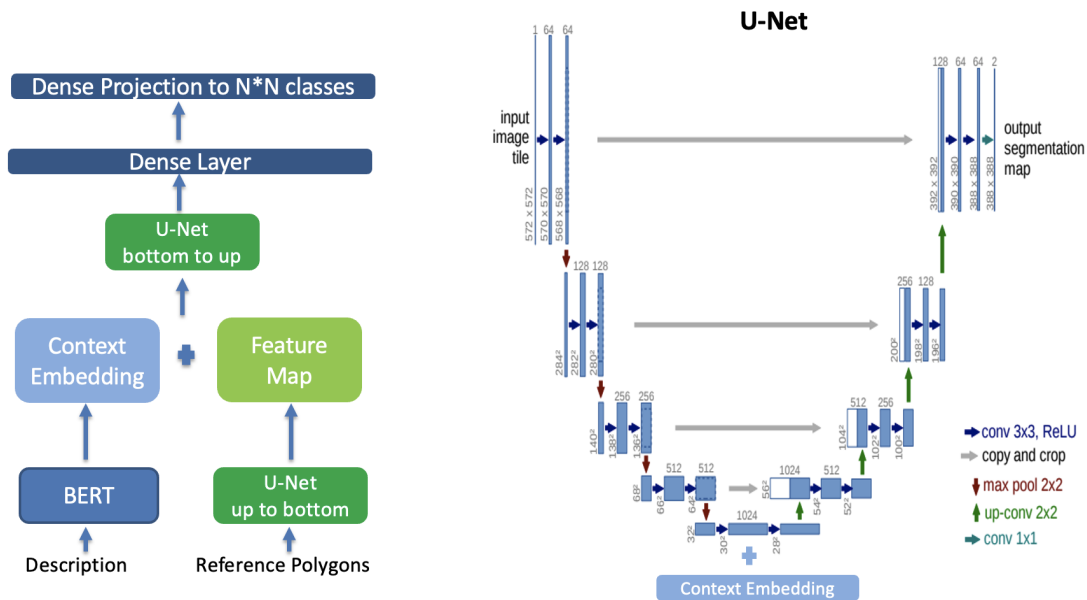 Dense Projection to N*N classes
Dense Layer
U-Net
bottom to up
Context
Embedding
Feature
Map
BERT
U-Net
up to bottom
Description
Reference Polygons
U-Net
1 64 64
input
image
tile
572 x 572
570 x 570
568 x 568
128 64 64 2
output
segmentation
map
392 x 392
390 x 390
388 x 388
388 x 388
128 128
284²
282²
280²
256 128
200²
198²
196²
256 256
140²
138²
136²
512 256
104²
102²
100²
512 512
68²
66²
64²
1024 512
56²
54²
52²
1024
32²
30²
28²
Context Embedding
conv 3x3, ReLU
copy and crop
max pool 2x2
up-conv 2x2
conv 1x1